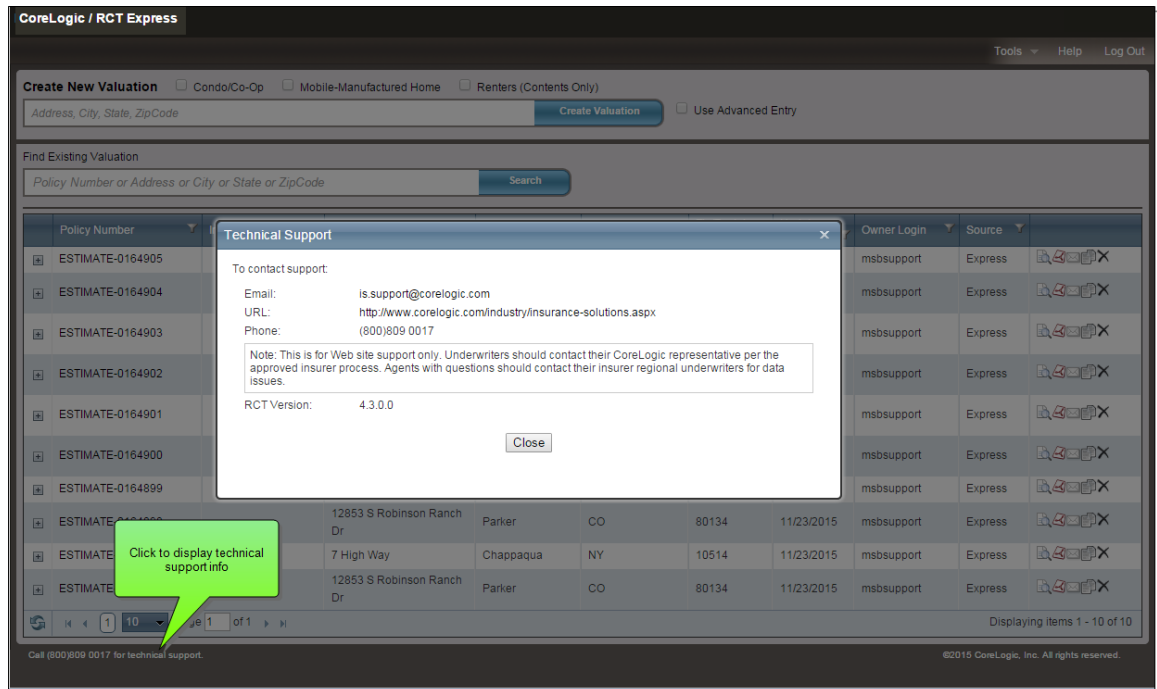 CoreLogic / RCT Express
Tools Help Log Out
Create New Valuation Condo/Co-Op Mobile-Manufactured Home Renters (Contents Only)
Address, City, State, ZipCode Create Valuation Use Advanced Entry
Find Existing Valuation
Policy Number or Address or City or State or ZipCode Search
Policy Number Owner Login Source
Technical Support
To contact support:
Email: is.support@corelogic.com
URL: http://www.corelogic.com/industry/insurance-solutions.aspx
Phone: (800)809 0017
Note: This is for Web site support only. Underwriters should contact their CoreLogic representative per the
approved insurer process. Agents with questions should contact their insurer regional underwriters for data
issues.
RCT Version: 4.3.0.0
Close
ESTIMATE-0164905 msbsupport Express
ESTIMATE-0164904 msbsupport Express
ESTIMATE-0164903 msbsupport Express
ESTIMATE-0164902 msbsupport Express
ESTIMATE-0164901 msbsupport Express
ESTIMATE-0164900 msbsupport Express
ESTIMATE-0164899 msbsupport Express
12853 S Robinson Ranch
ESTIMATE Dr Parker CO 80134 11/23/2015 msbsupport Express
ESTIMATE 7 High Way Chappaqua NY 10514 11/23/2015 msbsupport Express
12853 S Robinson Ranch
ESTIMATE Dr Parker CO 80134 11/23/2015 msbsupport Express
Click to display technical
support info
1 10 1 of 1 Displaying items 1 - 10 of 10
Call (800)809 0017 for technical support. ©2015 CoreLogic, Inc. All rights reserved.